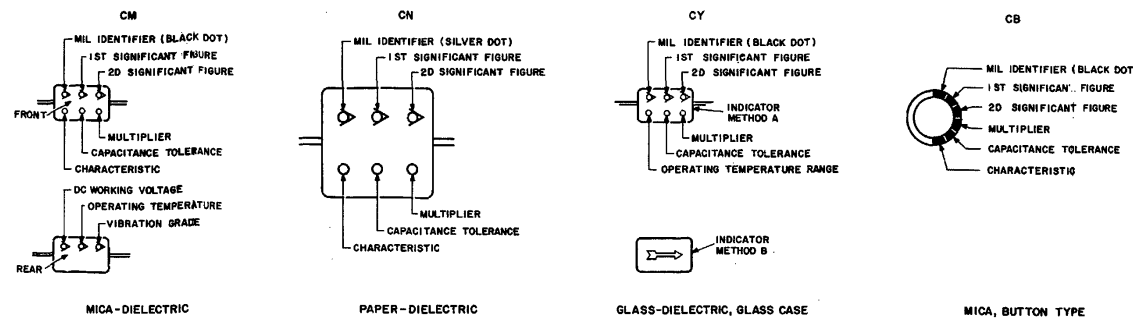 CM
MIL IDENTIFIER (BLACK DOT)
1ST SIGNIFICANT FIGURE
2D SIGNIFICANT FIGURE
FRONT
MULTIPLIER
CAPACITANCE TOLERANCE
CHARACTERISTIC
DC WORKING VOLTAGE
OPERATING TEMPERATURE
VIBRATION GRADE
REAR
MICA-DIELECTRIC
CN
MIL IDENTIFIER (SILVER DOT)
1ST SIGNIFICANT FIGURE
2D SIGNIFICANT FIGURE
MULTIPLIER
CAPACITANCE TOLERANCE
CHARACTERISTIC
PAPER-DIELECTRIC
CY
MIL IDENTIFIER (BLACK DOT)
1ST SIGNIFICANT FIGURE
2D SIGNIFICANT FIGURE
INDICATOR
METHOD A
MULTIPLIER
CAPACITANCE TOLERANCE
OPERATING TEMPERATURE RANGE
INDICATOR
METHOD B
GLASS-DIELECTRIC, GLASS CASE
CB
MIL IDENTIFIER (BLACK DOT
1ST SIGNIFICANT FIGURE
2D SIGNIFICANT FIGURE
MULTIPLIER
CAPACITANCE TOLERANCE
CHARACTERISTIC
MICA, BUTTON TYPE